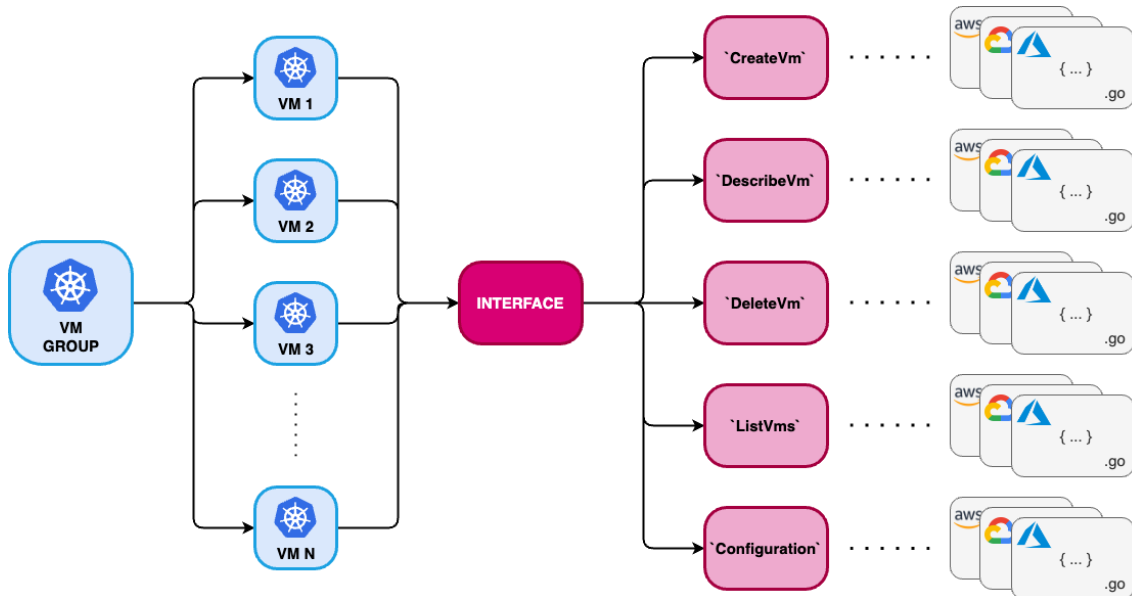 VM
GROUP
VM 1
VM 2
VM 3
VM N
INTERFACE
`CreateVm`
aws
{ ... }
.go
`DescribeVm`
aws
{ ... }
.go
`DeleteVm`
aws
{ ... }
.go
`ListVms`
aws
{ ... }
.go
`Configuration`
aws
{ ... }
.go